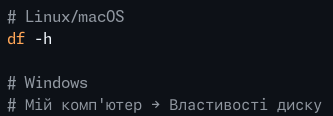 # Linux/macOS
df -h

# Windows
# Мій комп'ютер → Властивості диску